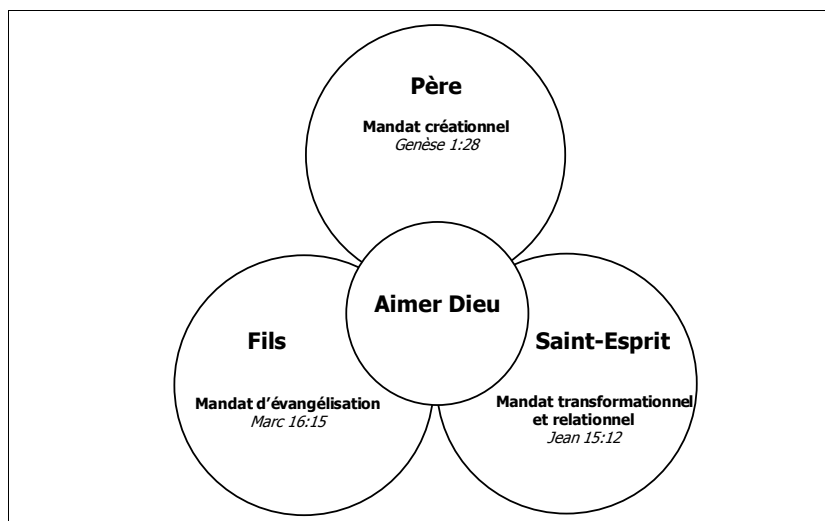 Père
Mandat créationnel
Genèse 1:28
Aimer Dieu
Fils
Mandat d'évangélisation
Marc 16:15
Saint-Esprit
Mandat transformationnel
et relationnel
Jean 15:12